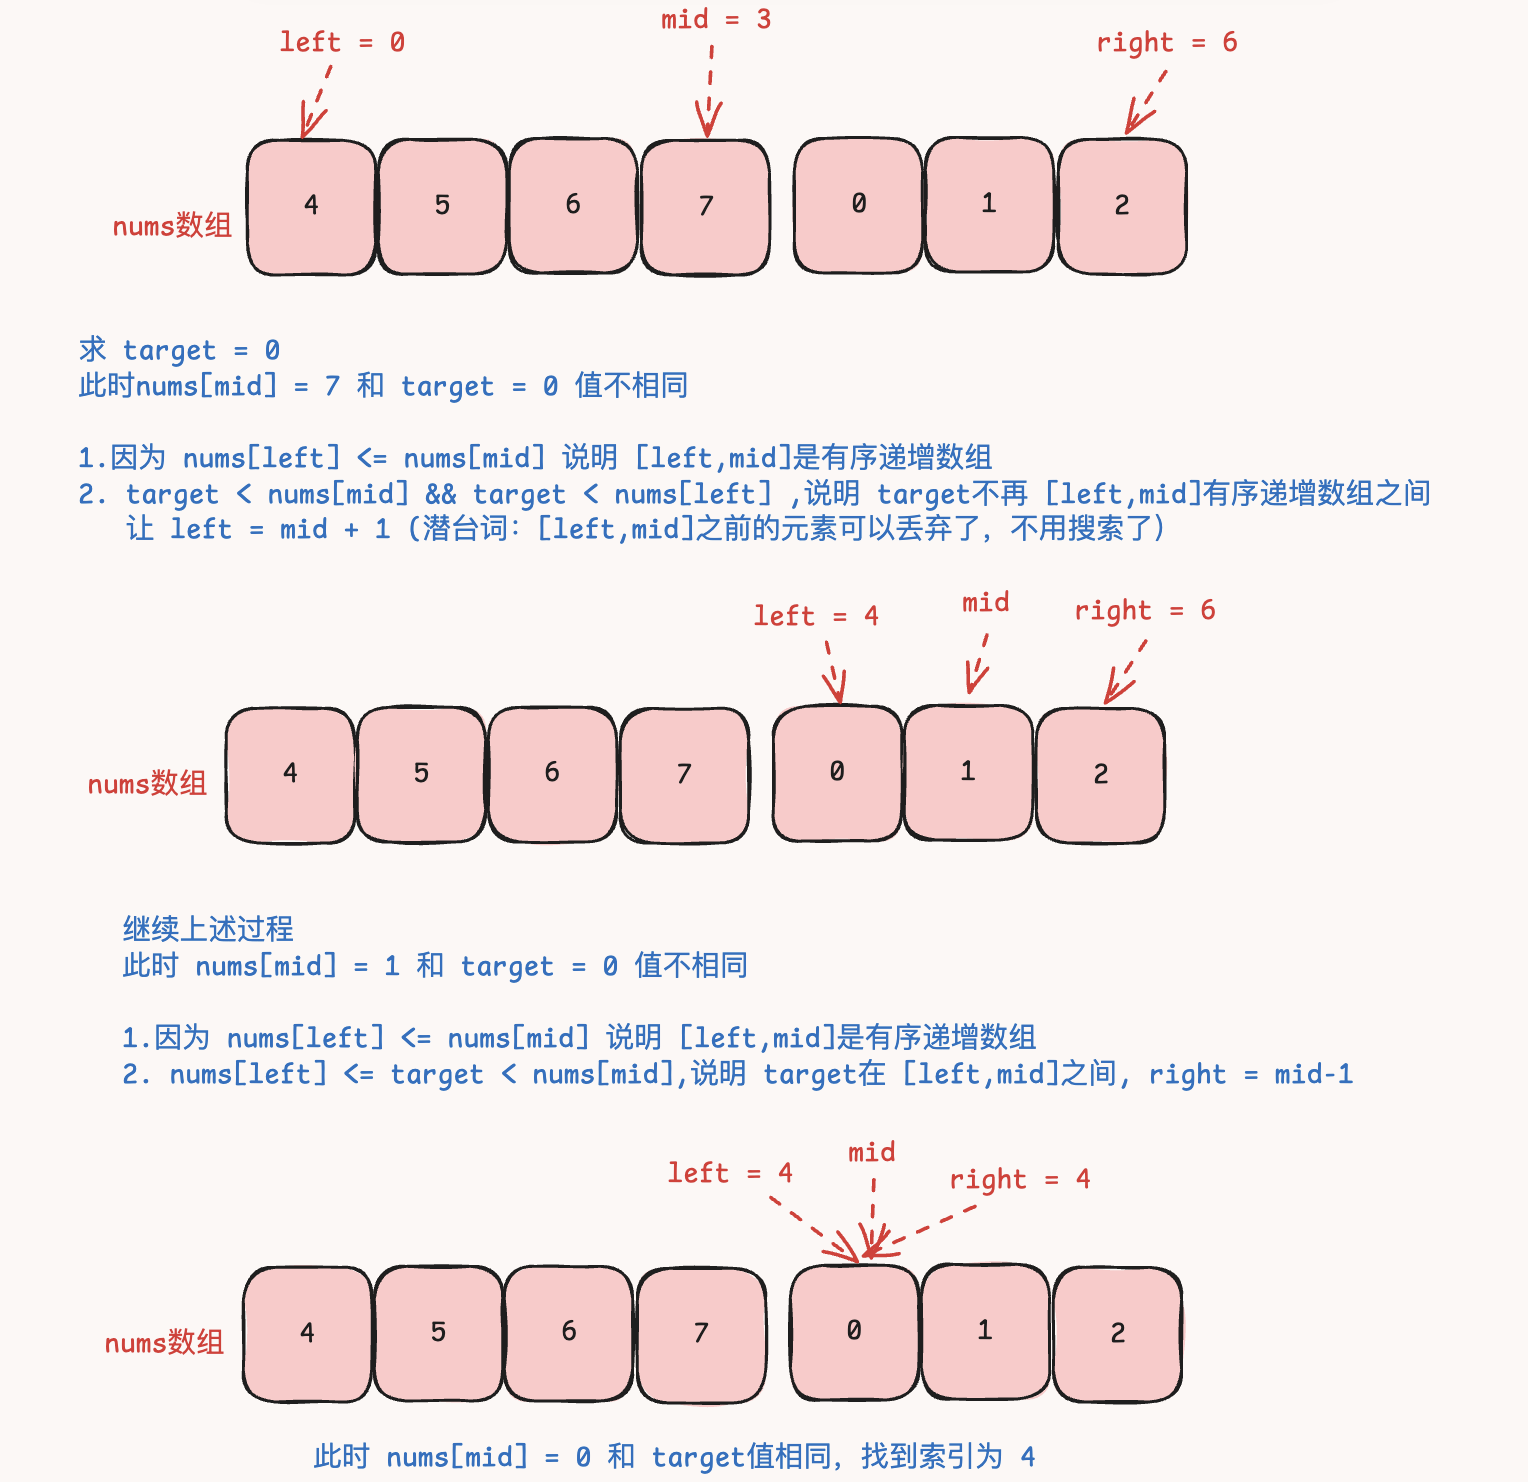 mid = 3
left = 0
right = 6
nums数组
4 5 6 7 0 1 2
求 target = 0
此时nums[mid] = 7 和 target = 0 值不相同
1.因为 nums[left] <= nums[mid] 说明 [left,mid]是有序递增数组
2. target < nums[mid] && target < nums[left] ,说明 target不再 [left,mid]有序递增数组之间
让 left = mid + 1 (潜台词：[left,mid]之前的元素可以丢弃了，不用搜索了)
left = 4
mid
right = 6
nums数组
4 5 6 7 0 1 2
继续上述过程
此时 nums[mid] = 1 和 target = 0 值不相同
1.因为 nums[left] <= nums[mid] 说明 [left,mid]是有序递增数组
2. nums[left] <= target < nums[mid],说明 target在 [left,mid]之间, right = mid-1
left = 4
mid
right = 4
nums数组
4 5 6 7 0 1 2
此时 nums[mid] = 0 和 target值相同，找到索引为 4